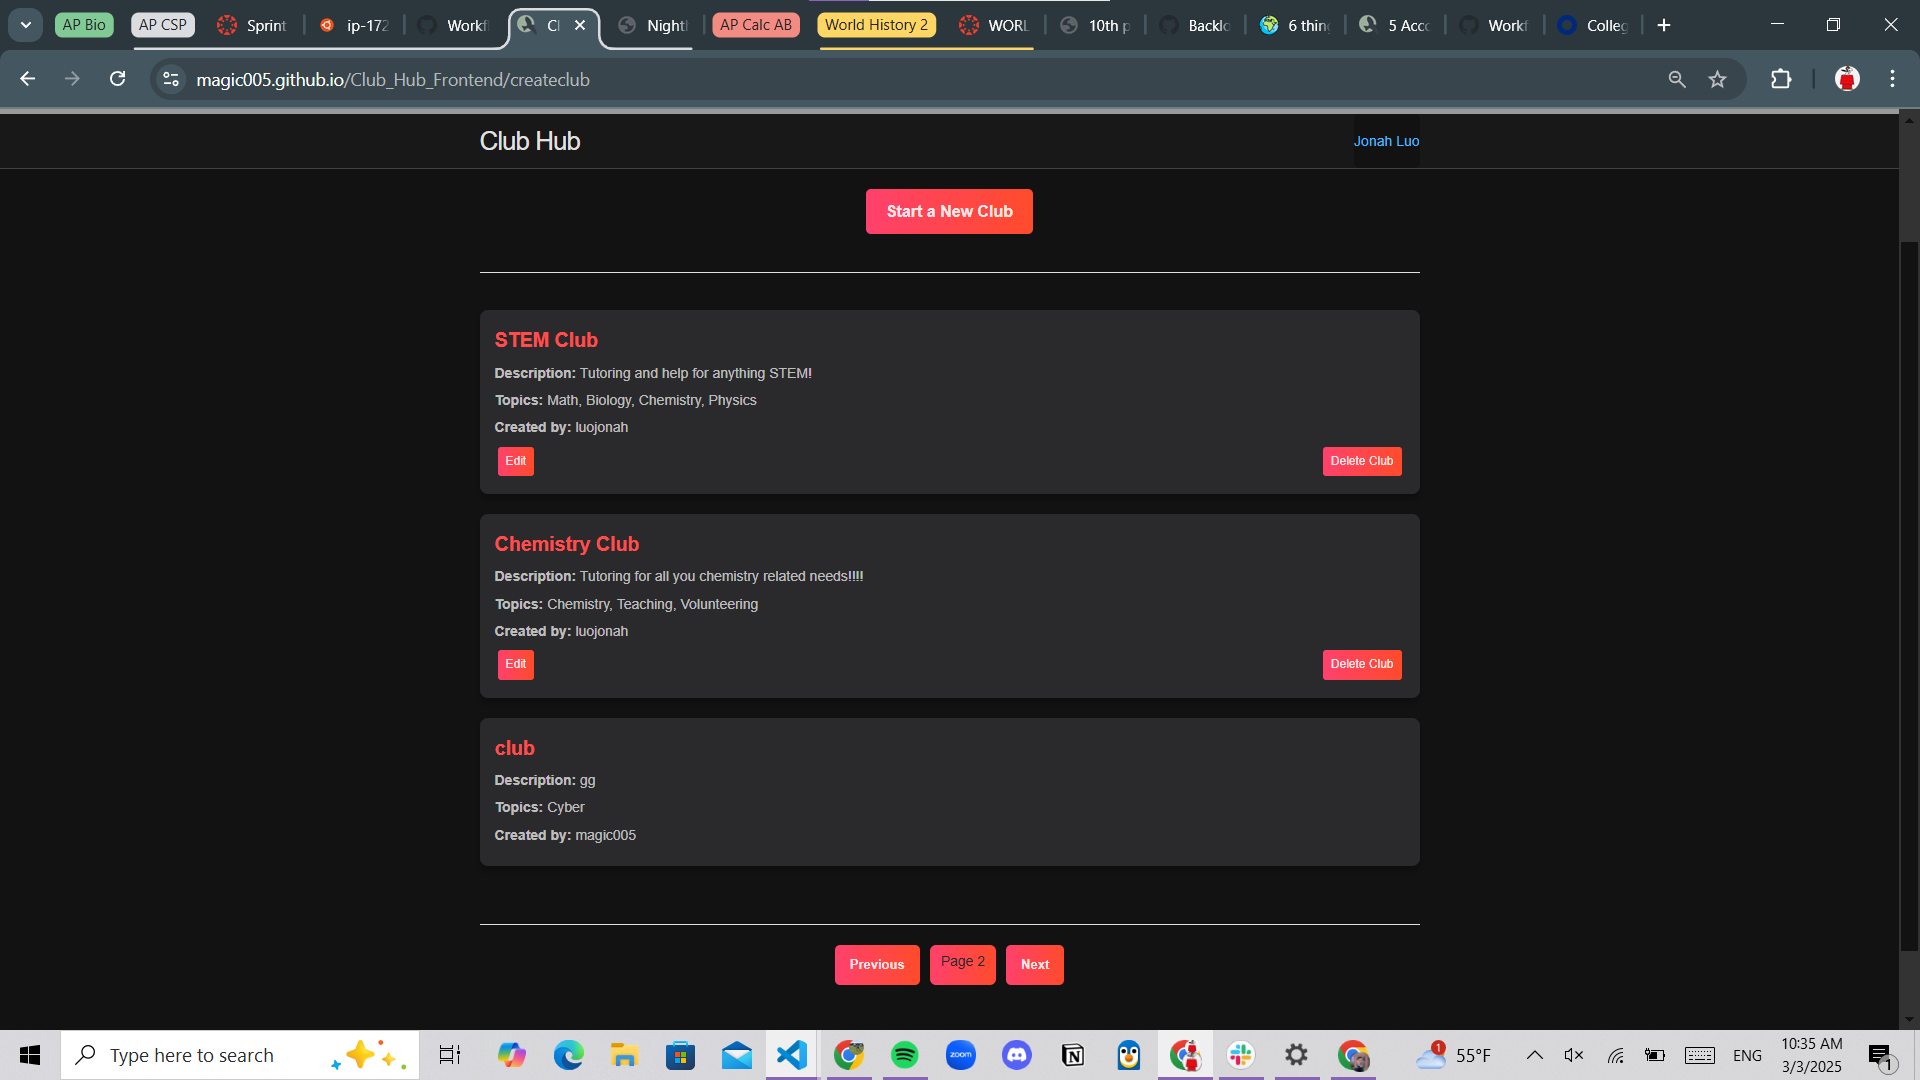 AP Bio
AP CSP
Sprint
ip-172
Workfl
Cl
Night
AP Calc AB
World History 2
WORL
10th p
Backlo
6 thin
5 Acc
Workf
Colleg
magic005.github.io/Club_Hub_Frontend/createclub
Club Hub
Jonah Luo
Start a New Club
STEM Club
Description: Tutoring and help for anything STEM!
Topics: Math, Biology, Chemistry, Physics
Created by: luojonah
Edit
Delete Club
Chemistry Club
Description: Tutoring for all you chemistry related needs!!!!
Topics: Chemistry, Teaching, Volunteering
Created by: luojonah
Edit
Delete Club
club
Description: gg
Topics: Cyber
Created by: magic005
Previous
Page 2
Next
Type here to search
zoom
1
55°F
ENG
10:35 AM
3/3/2025
1